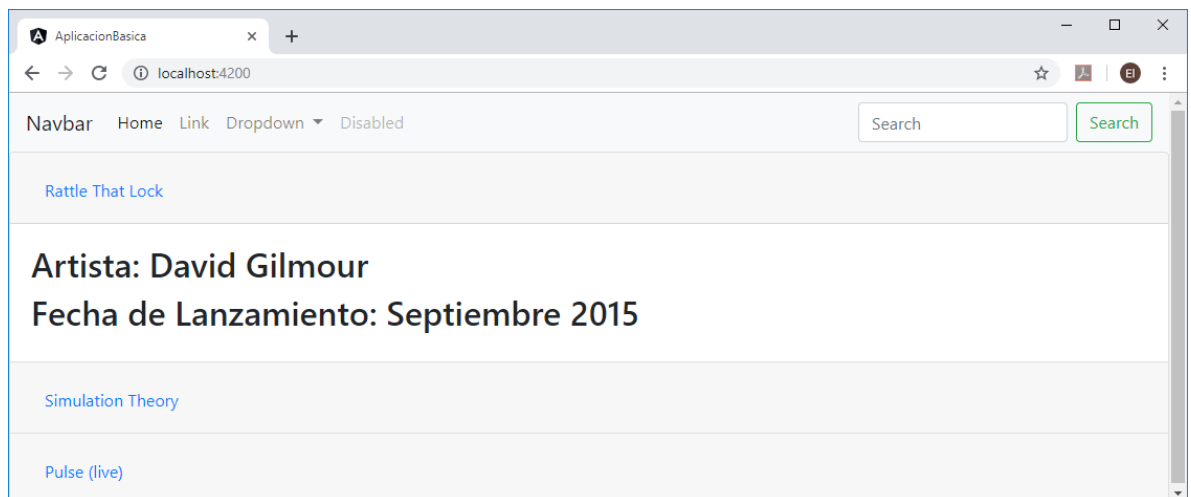 AplicacionBasica
localhost:4200
EI
Navbar Home Link Dropdown Disabled Search Search
Rattle That Lock
Artista: David Gilmour
Fecha de Lanzamiento: Septiembre 2015
Simulation Theory
Pulse (live)